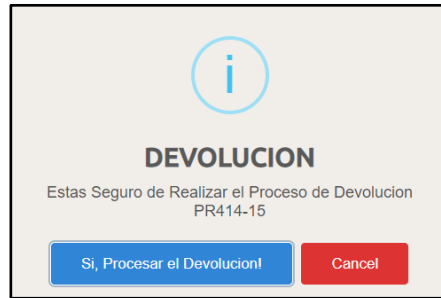 i
DEVOLUCION
Estas Seguro de Realizar el Proceso de Devolucion
PR414-15
Si, Procesar el Devolucion!
Cancel